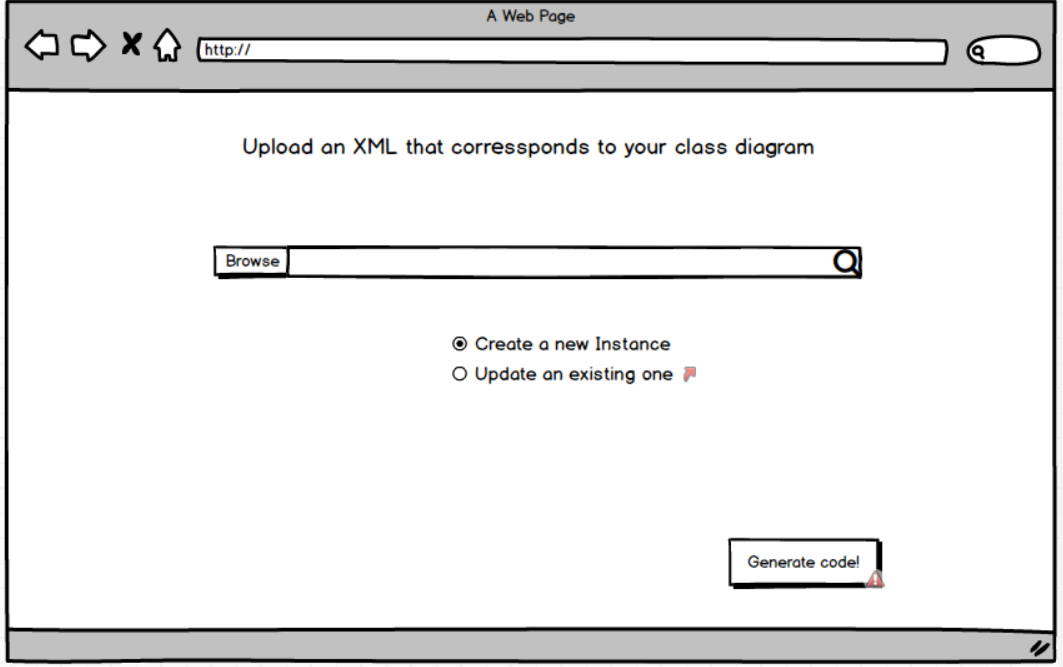 A Web Page
http://
Upload an XML that corressponds to your class diagram
Browse
Create a new Instance
Update an existing one
Generate code!